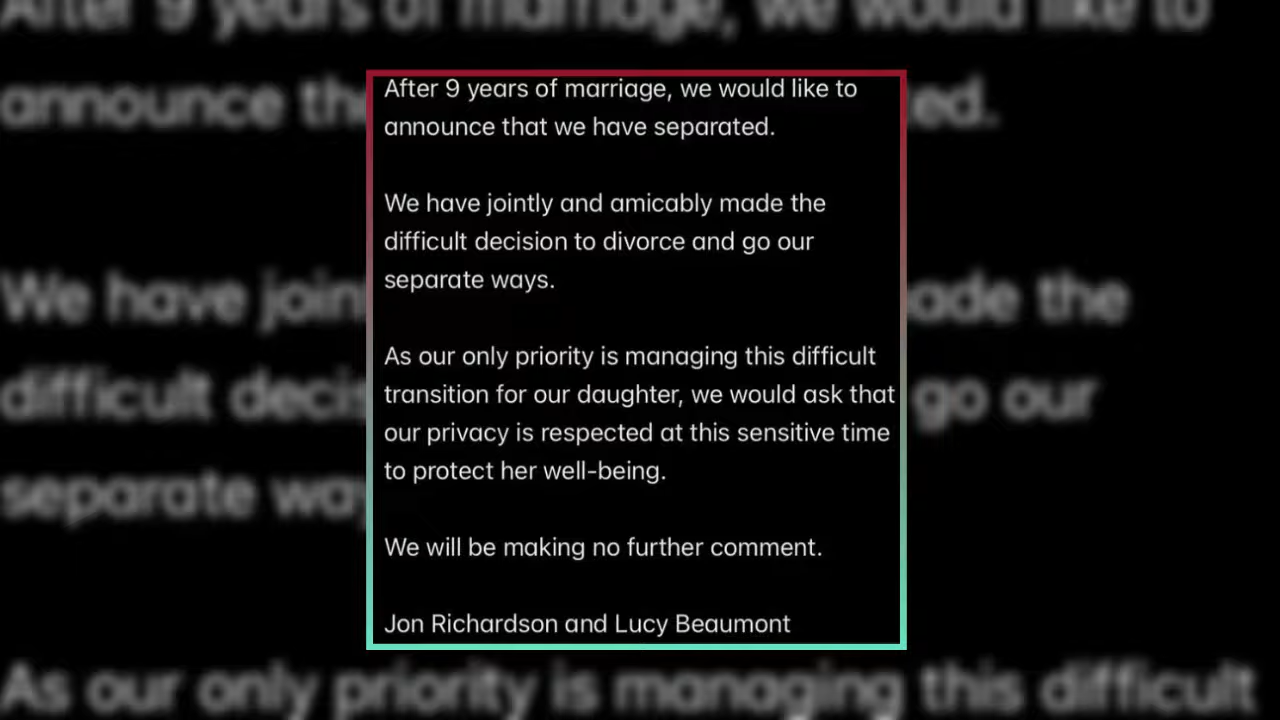 After 9 years of marriage, we would like to
announce that we have separated.
We have jointly and amicably made the
difficult decision to divorce and go our
separate ways.
As our only priority is managing this difficult
transition for our daughter, we would ask that
our privacy is respected at this sensitive time
to protect her well-being.
We will be making no further comment.
Jon Richardson and Lucy Beaumont